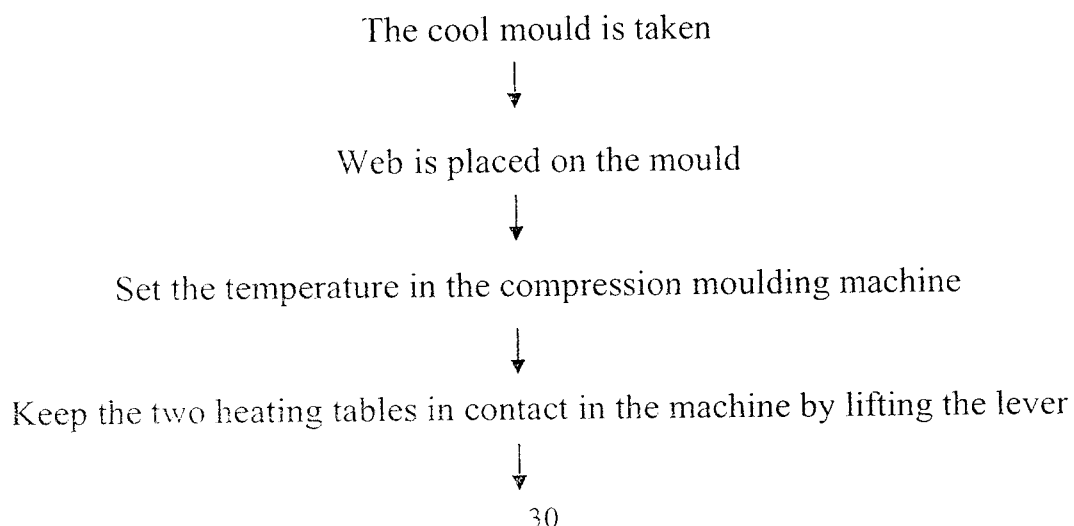 The cool mould is taken
Web is placed on the mould
Set the temperature in the compression moulding machine
Keep the two heating tables in contact in the machine by lifting the lever
30